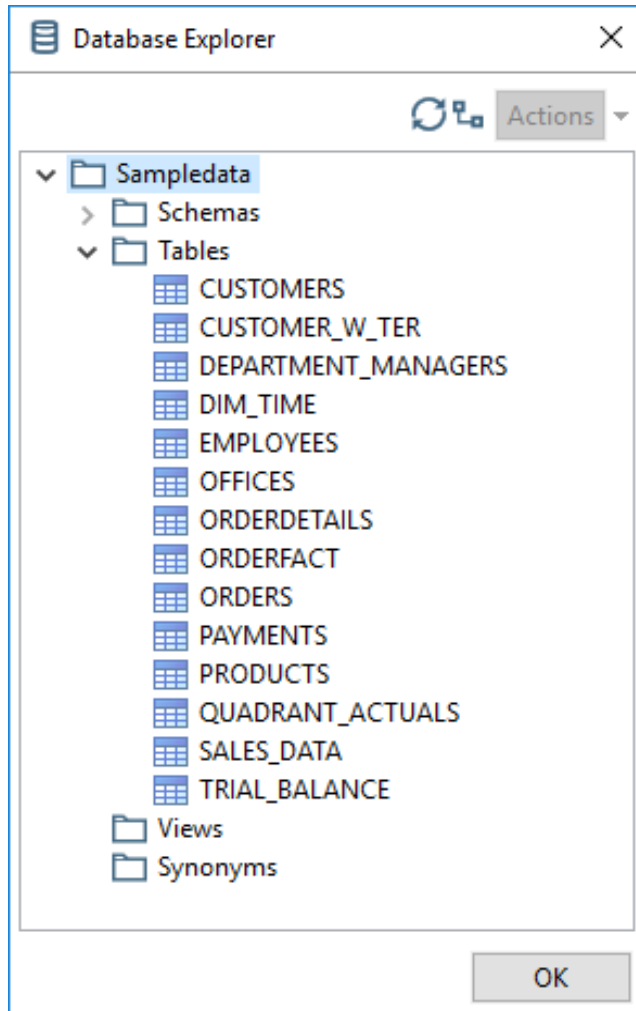 Database Explorer
Actions
Sampledata
Schemas
Tables
CUSTOMERS
CUSTOMER_W_TER
DEPARTMENT_MANAGERS
DIM_TIME
EMPLOYEES
OFFICES
ORDERDETAILS
ORDERFACT
ORDERS
PAYMENTS
PRODUCTS
QUADRANT_ACTUALS
SALES_DATA
TRIAL_BALANCE
Views
Synonyms
OK